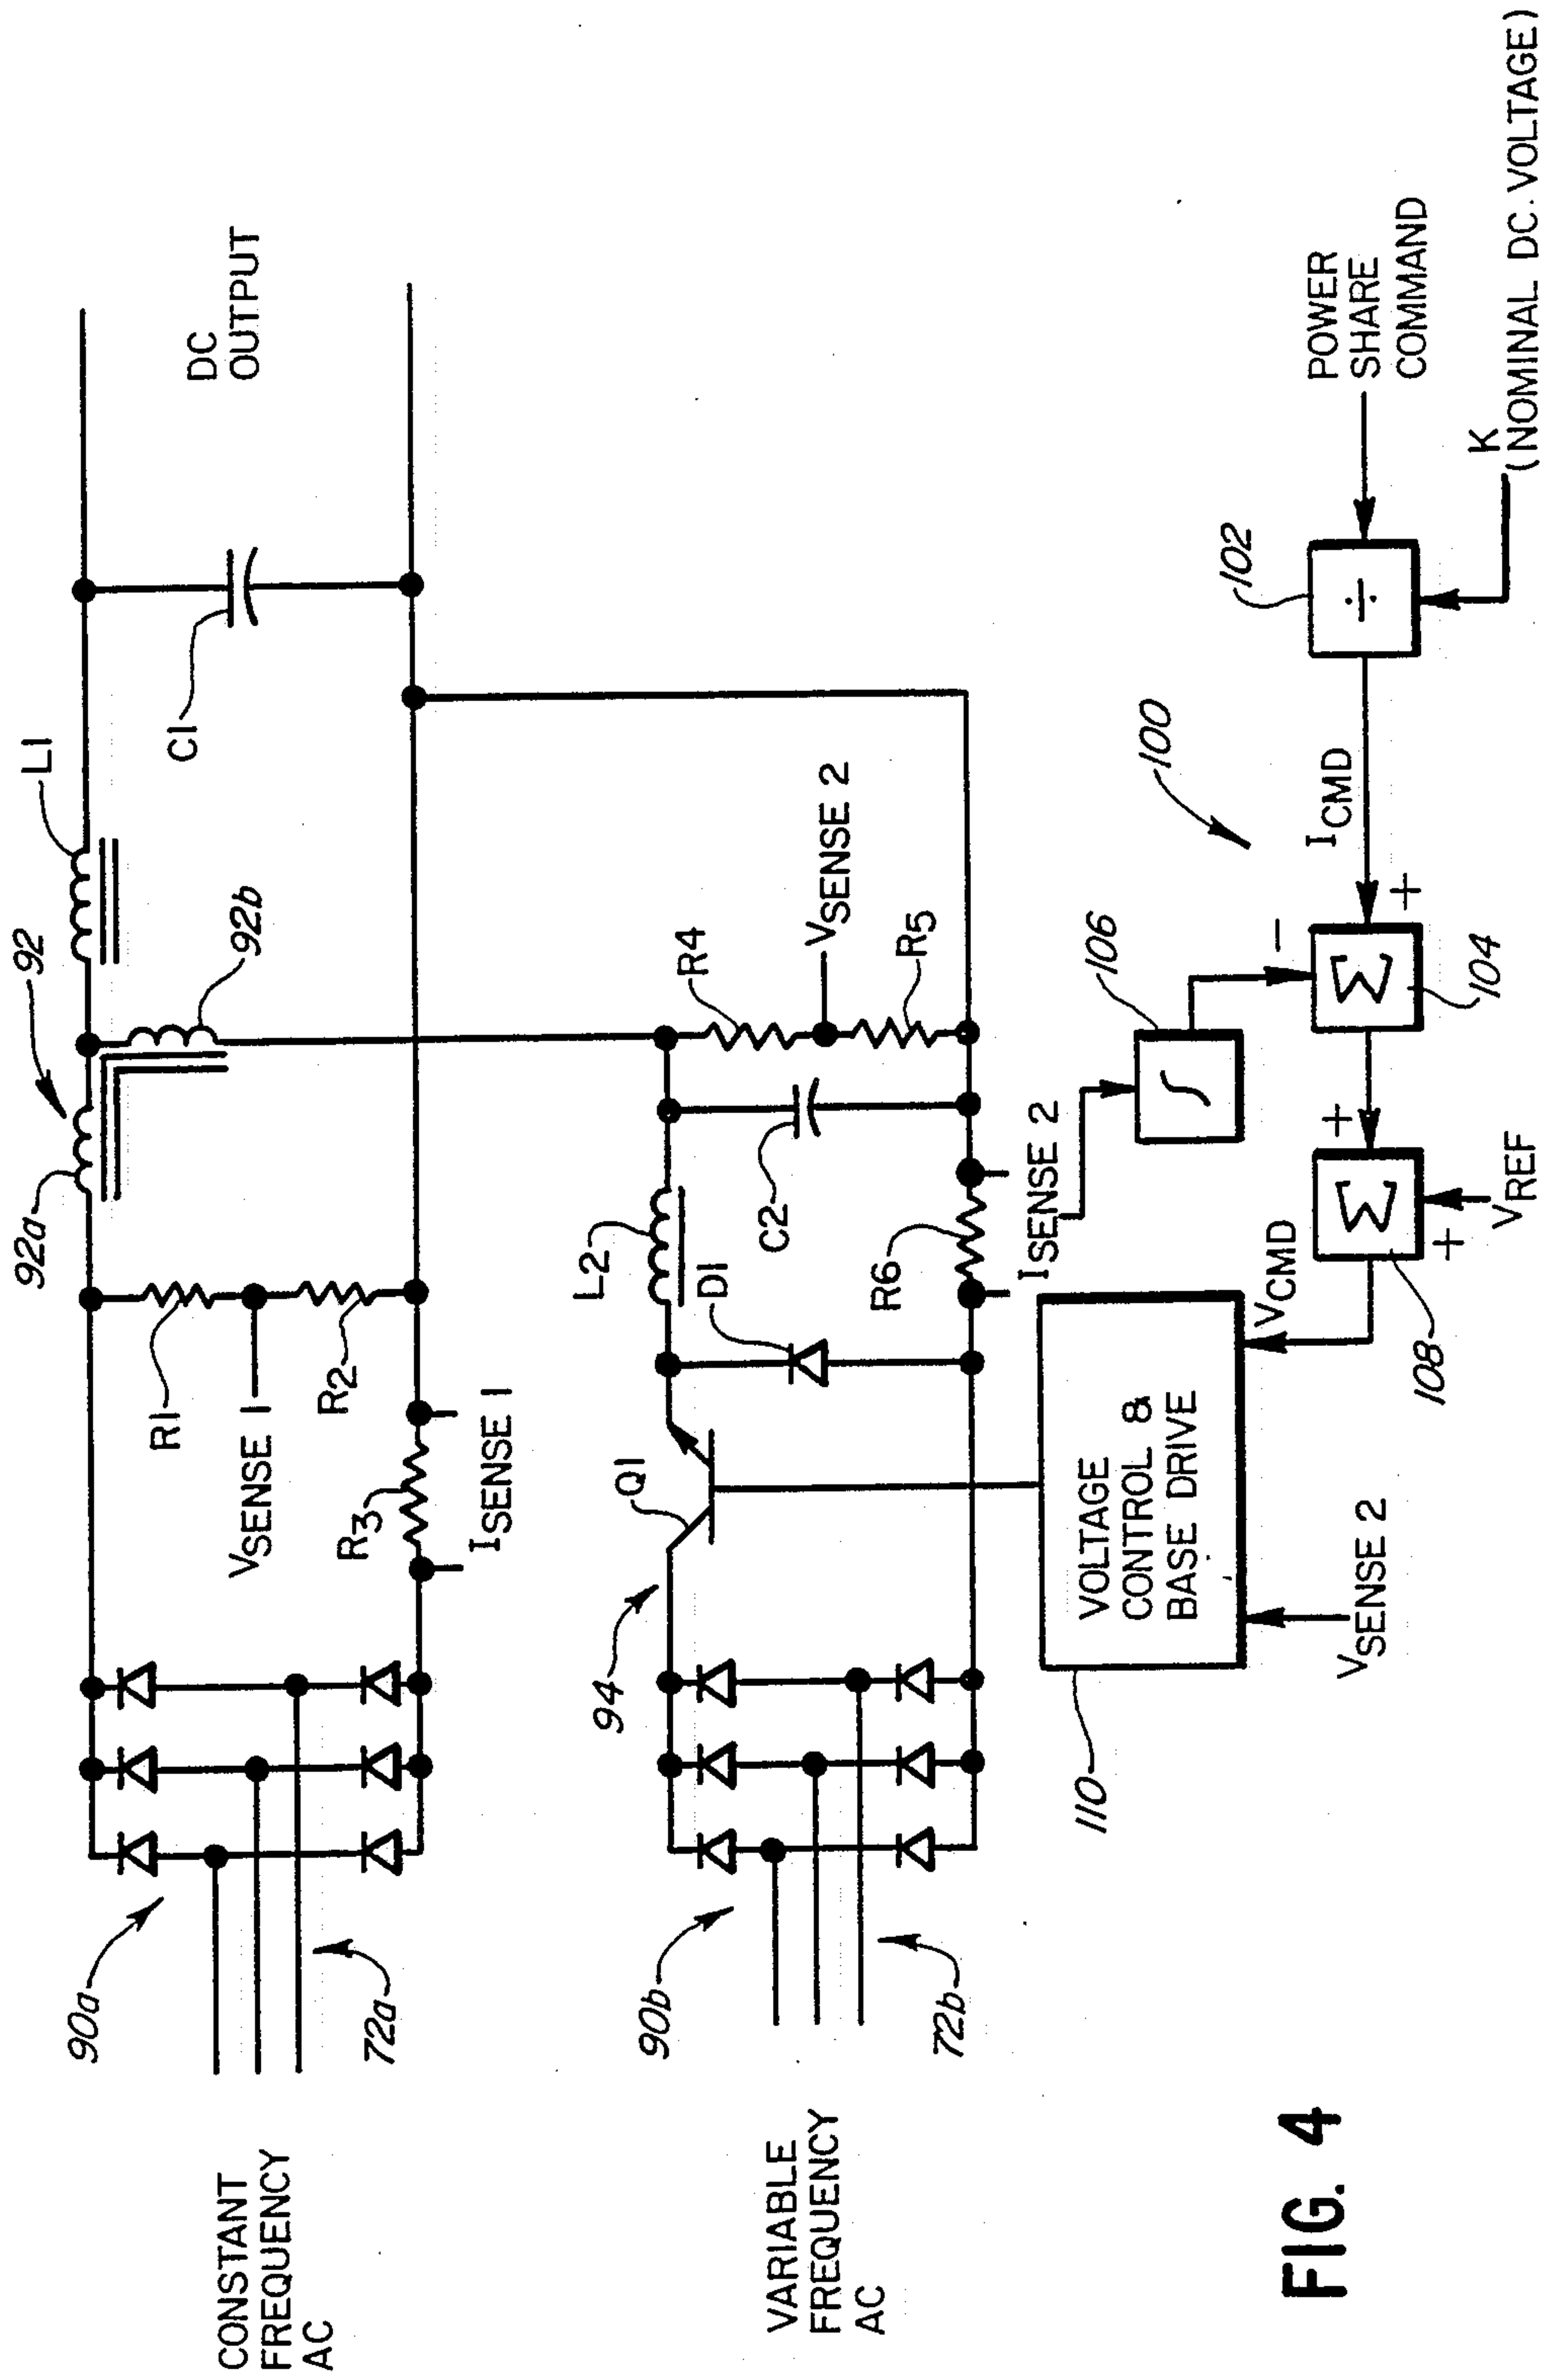 92a
92
L1
92b
C1
DC
OUTPUT
R1
VSENSE 1
R2
R3
ISENSE 1
90a
72a
CONSTANT
FREQUENCY
AC
94
Q1
L2
D1
C2
R4
VSENSE 2
R5
R6
ISENSE 2
90b
72b
VARIABLE
FREQUENCY
AC
110
VOLTAGE
CONTROL &
BASE DRIVE
VSENSE 2
VCMD
108
Σ
+
+
VREF
106
∫
104
Σ
−
+
ICMD
100
102
÷
POWER
SHARE
COMMAND
K
(NOMINAL DC. VOLTAGE)
FIG. 4